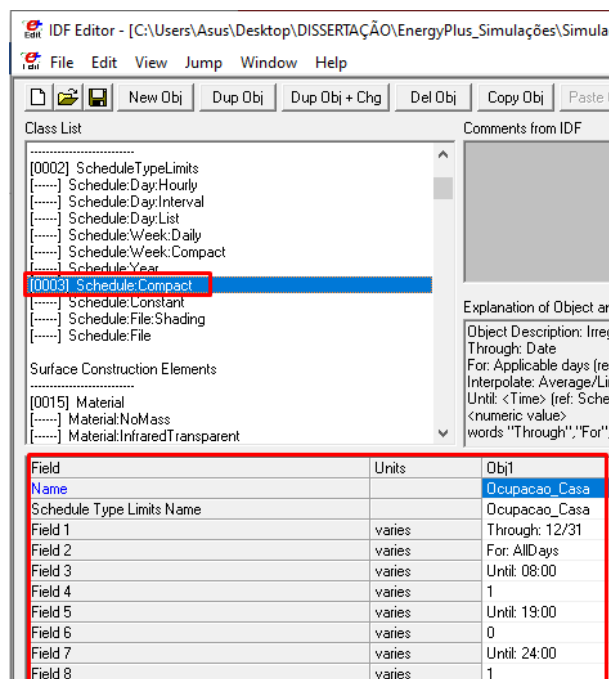 IDF Editor - [C:\Users\Asus\Desktop\DISSERTAÇÃO\EnergyPlus_Simulações\Simula
File Edit View Jump Window Help
New Obj Dup Obj Dup Obj + Chg Del Obj Copy Obj Paste
Class List Comments from IDF
------------------------
[0002] ScheduleTypeLimits
[------] Schedule:Day:Hourly
[------] Schedule:Day:Interval
[------] Schedule:Day:List
[------] Schedule:Week:Daily
[------] Schedule:Week:Compact
[------] Schedule:Year
[0003] Schedule:Compact
[------] Schedule:Constant
[------] Schedule:File:Shading
[------] Schedule:File
Surface Construction Elements
------------------------
[0015] Material
[------] Material:NoMass
[------] Material:InfraredTransparent
Explanation of Object an
Object Description: Irreg
Through: Date
For: Applicable days (re
Interpolate: Average/Li
Until: <Time> (ref: Sche
<numeric value>
words "Through","For",
Field Units Obj1
Name Ocupacao_Casa
Schedule Type Limits Name Ocupacao_Casa
Field 1 varies Through: 12/31
Field 2 varies For: AllDays
Field 3 varies Until: 08:00
Field 4 varies 1
Field 5 varies Until: 19:00
Field 6 varies 0
Field 7 varies Until: 24:00
Field 8 varies 1